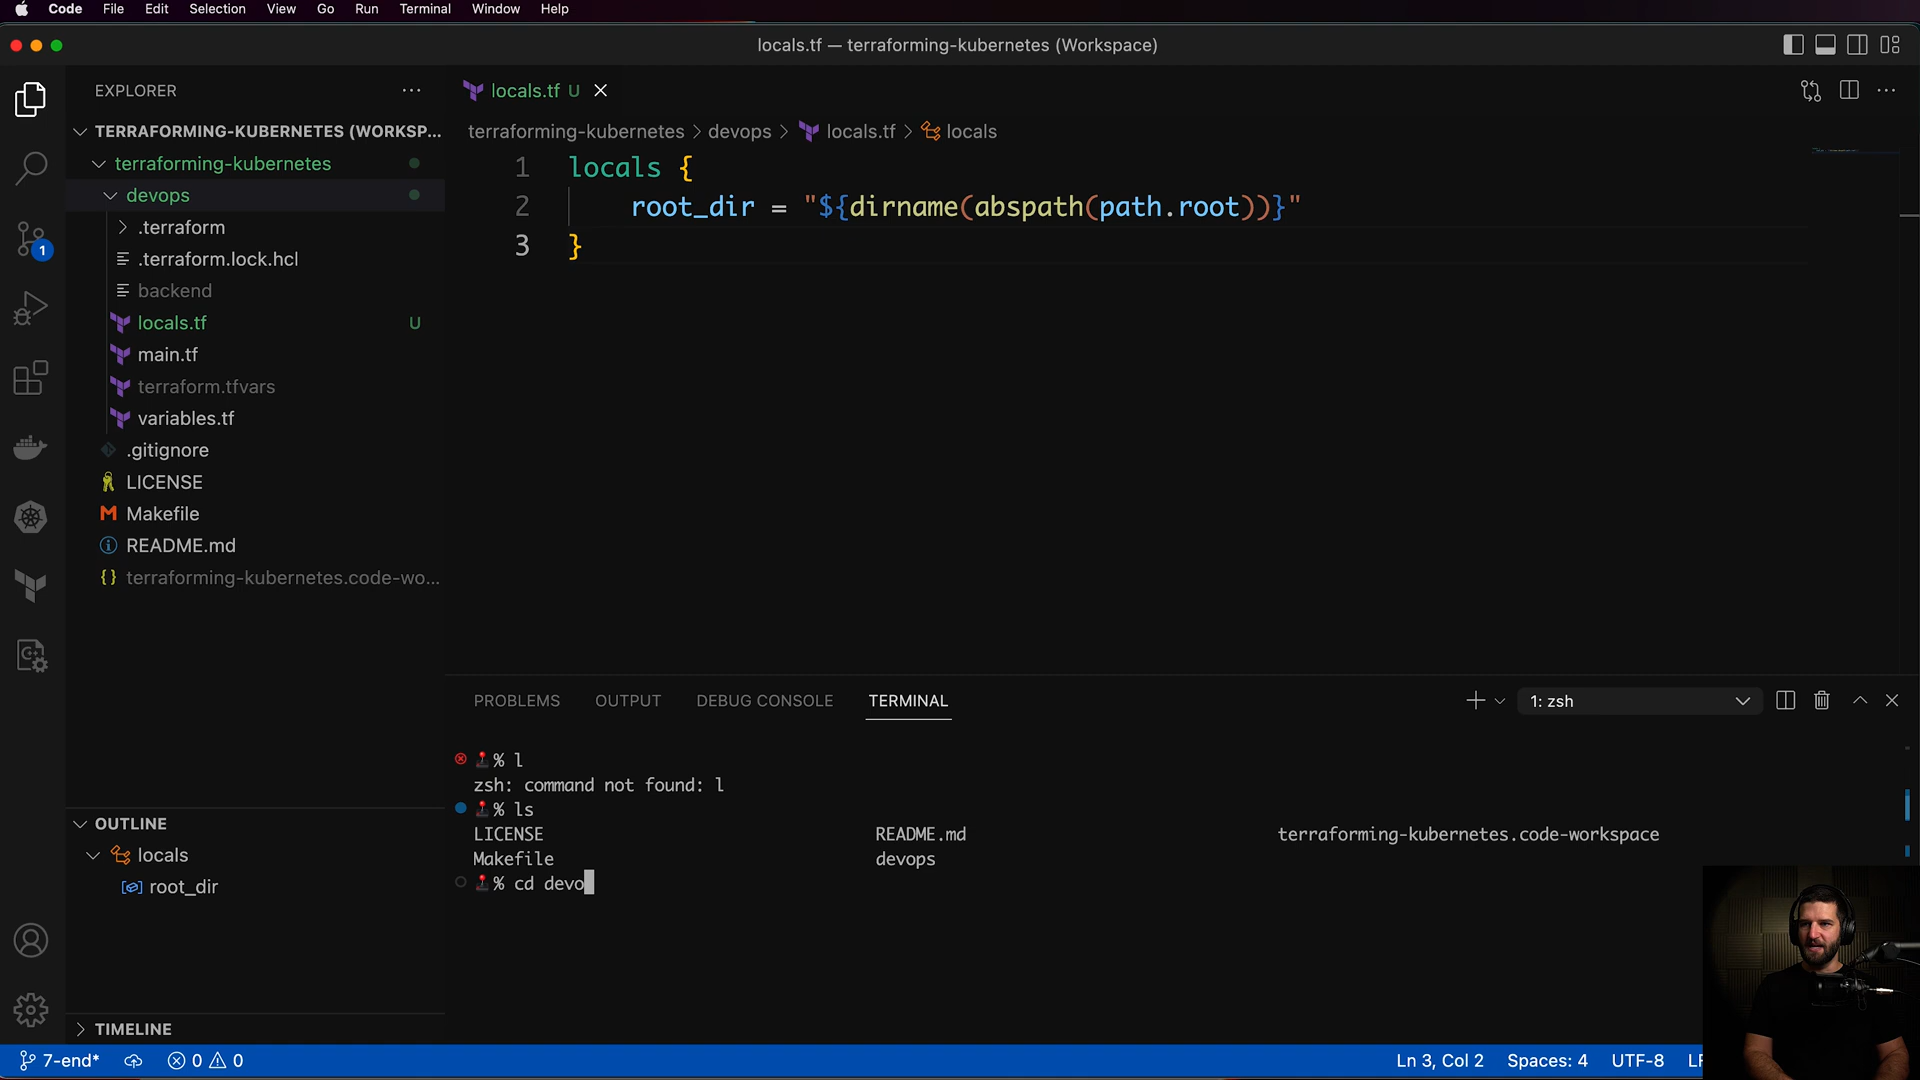 Code File Edit Selection View Go Run Terminal Window Help
locals.tf — terraforming-kubernetes (Workspace)
EXPLORER
TERRAFORMING-KUBERNETES (WORKSP...
terraforming-kubernetes
devops
.terraform
.terraform.lock.hcl
backend
locals.tf U
main.tf
terraform.tfvars
variables.tf
.gitignore
LICENSE
Makefile
README.md
terraforming-kubernetes.code-wo...
1
OUTLINE
locals
root_dir
TIMELINE
locals.tf U
terraforming-kubernetes > devops > locals.tf > locals
1 locals {
2 root_dir = "${dirname(abspath(path.root))}"
3 }
PROBLEMS OUTPUT DEBUG CONSOLE TERMINAL
1: zsh
% l
zsh: command not found: l
% ls
LICENSE README.md terraforming-kubernetes.code-workspace
Makefile devops
% cd devo
7-end* 0 0 Ln 3, Col 2 Spaces: 4 UTF-8